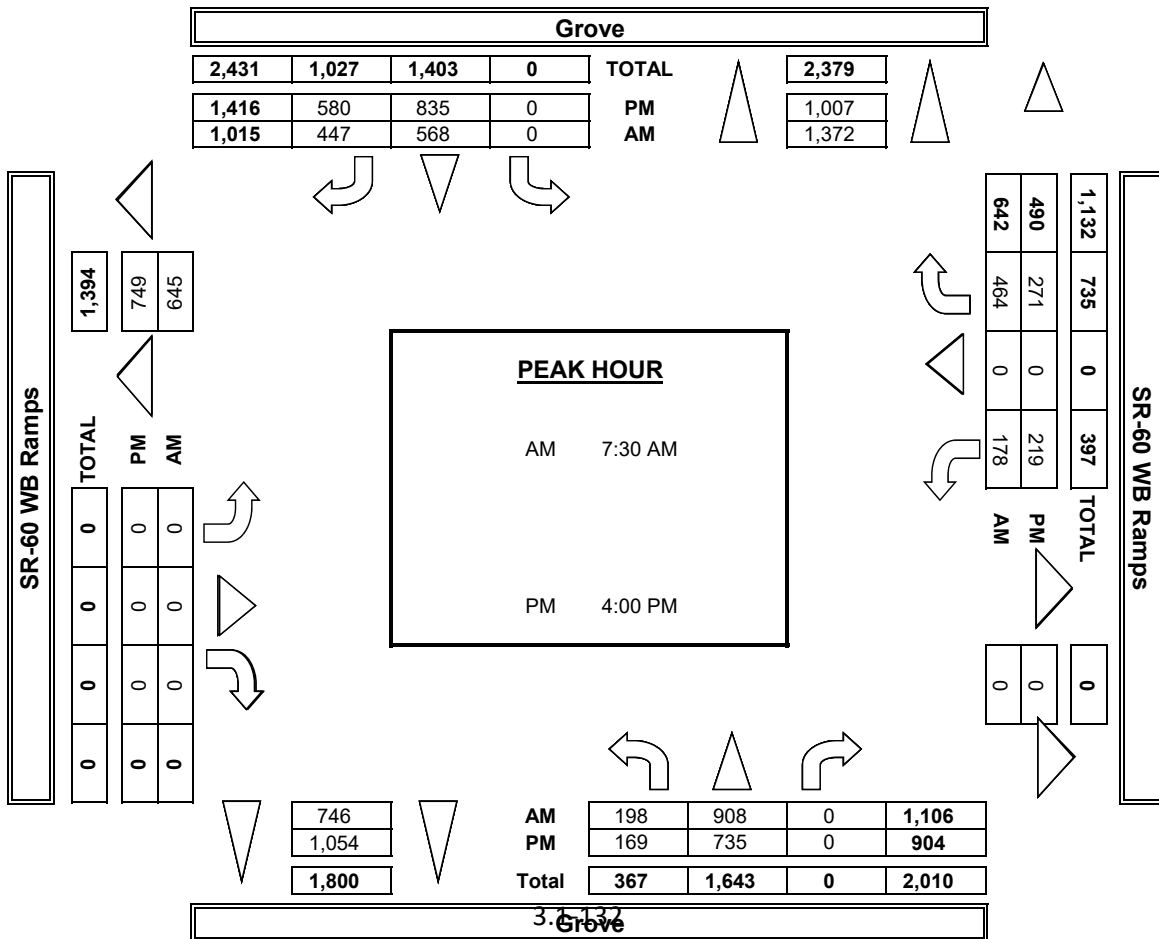 Grove
2,431 1,027 1,403 0 TOTAL 2,379
1,416 580 835 0 PM 1,007
1,015 447 568 0 AM 1,372
SR-60 WB Ramps
1,394
749
645
TOTAL
PM
AM
0 0 0
0 0 0
0 0 0
0 0 0
PEAK HOUR
AM 7:30 AM
PM 4:00 PM
1,132 735 0 397 TOTAL 0
490 271 0 219 PM 0
642 464 0 178 AM 0
SR-60 WB Ramps
746 AM 198 908 0 1,106
1,054 PM 169 735 0 904
1,800 Total 367 1,643 0 2,010
3.1-132
Grove